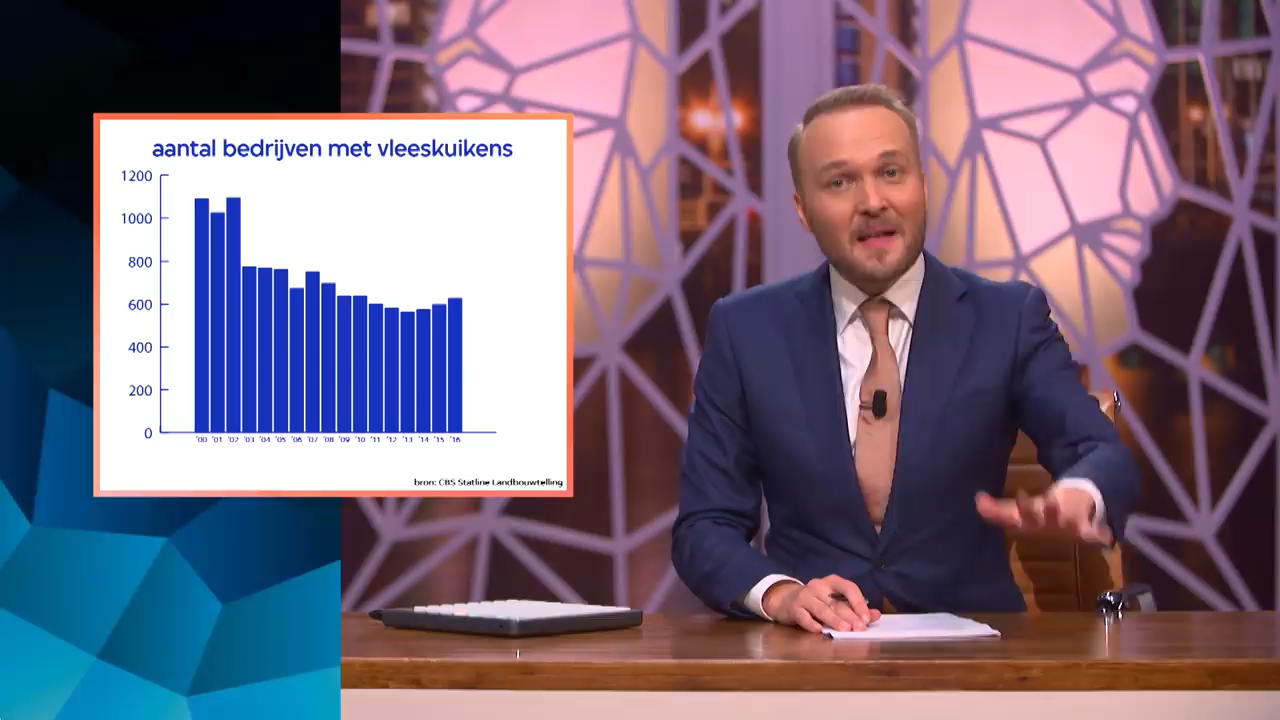 aantal bedrijven met vleeskuikens
1200
1000
800
600
400
200
0
'00 '01 '02 '03 '04 '05 '06 '07 '08 '09 '10 '11 '12 '13 '14 '15 '16
bron: CBS Statline Landbouwtelling